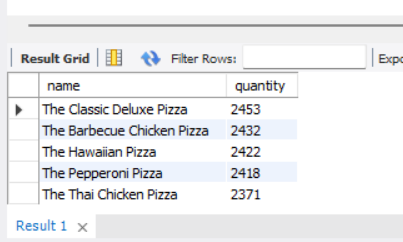 Result Grid Filter Rows: Expo
name quantity
The Classic Deluxe Pizza 2453
The Barbecue Chicken Pizza 2432
The Hawaiian Pizza 2422
The Pepperoni Pizza 2418
The Thai Chicken Pizza 2371
Result 1 ×